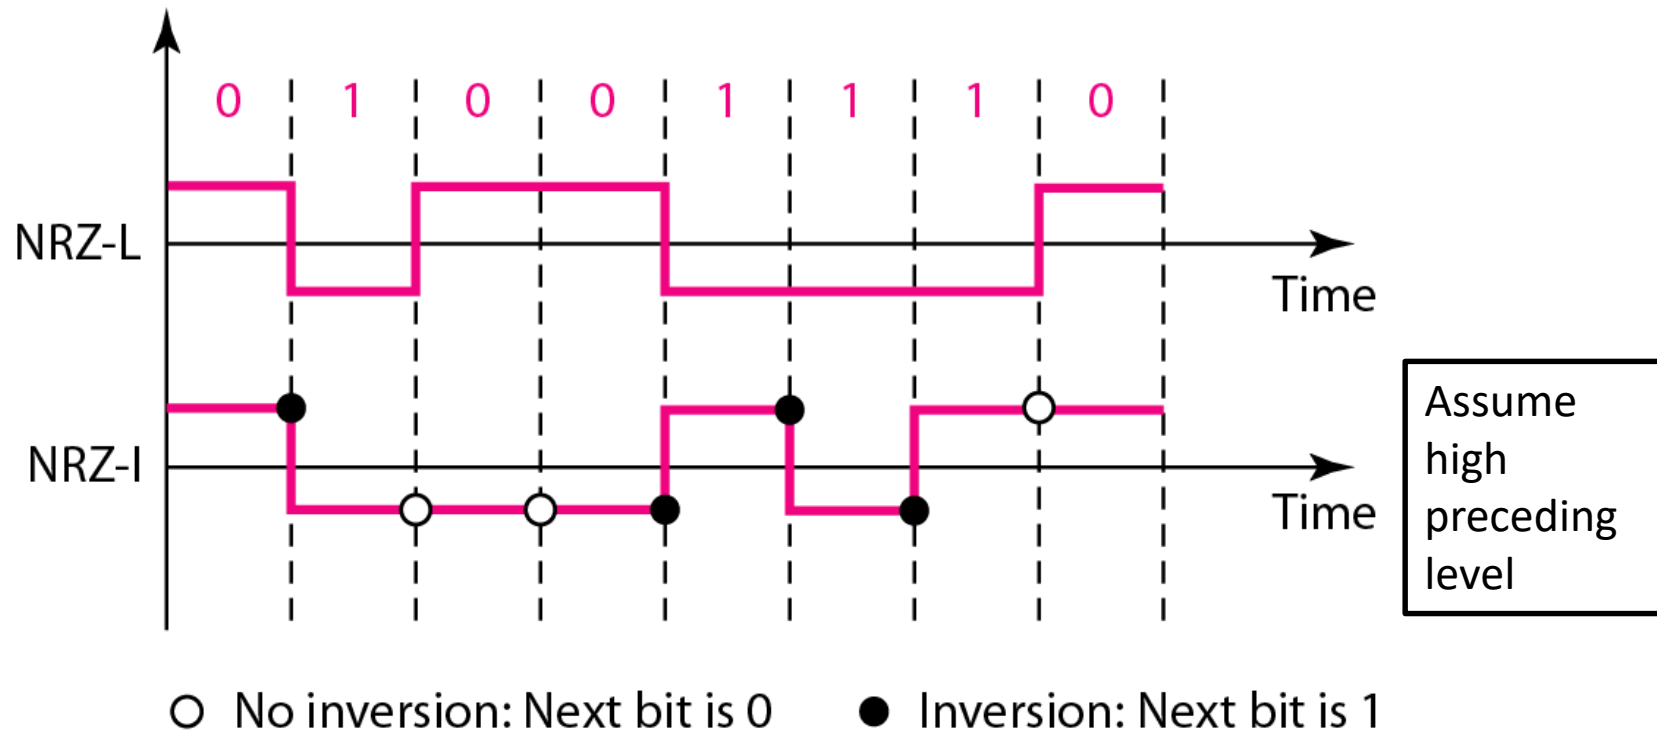 0 1 0 0 1 1 1 0
NRZ-L
Time
NRZ-I
Time
Assume
high
preceding
level
No inversion: Next bit is 0
Inversion: Next bit is 1